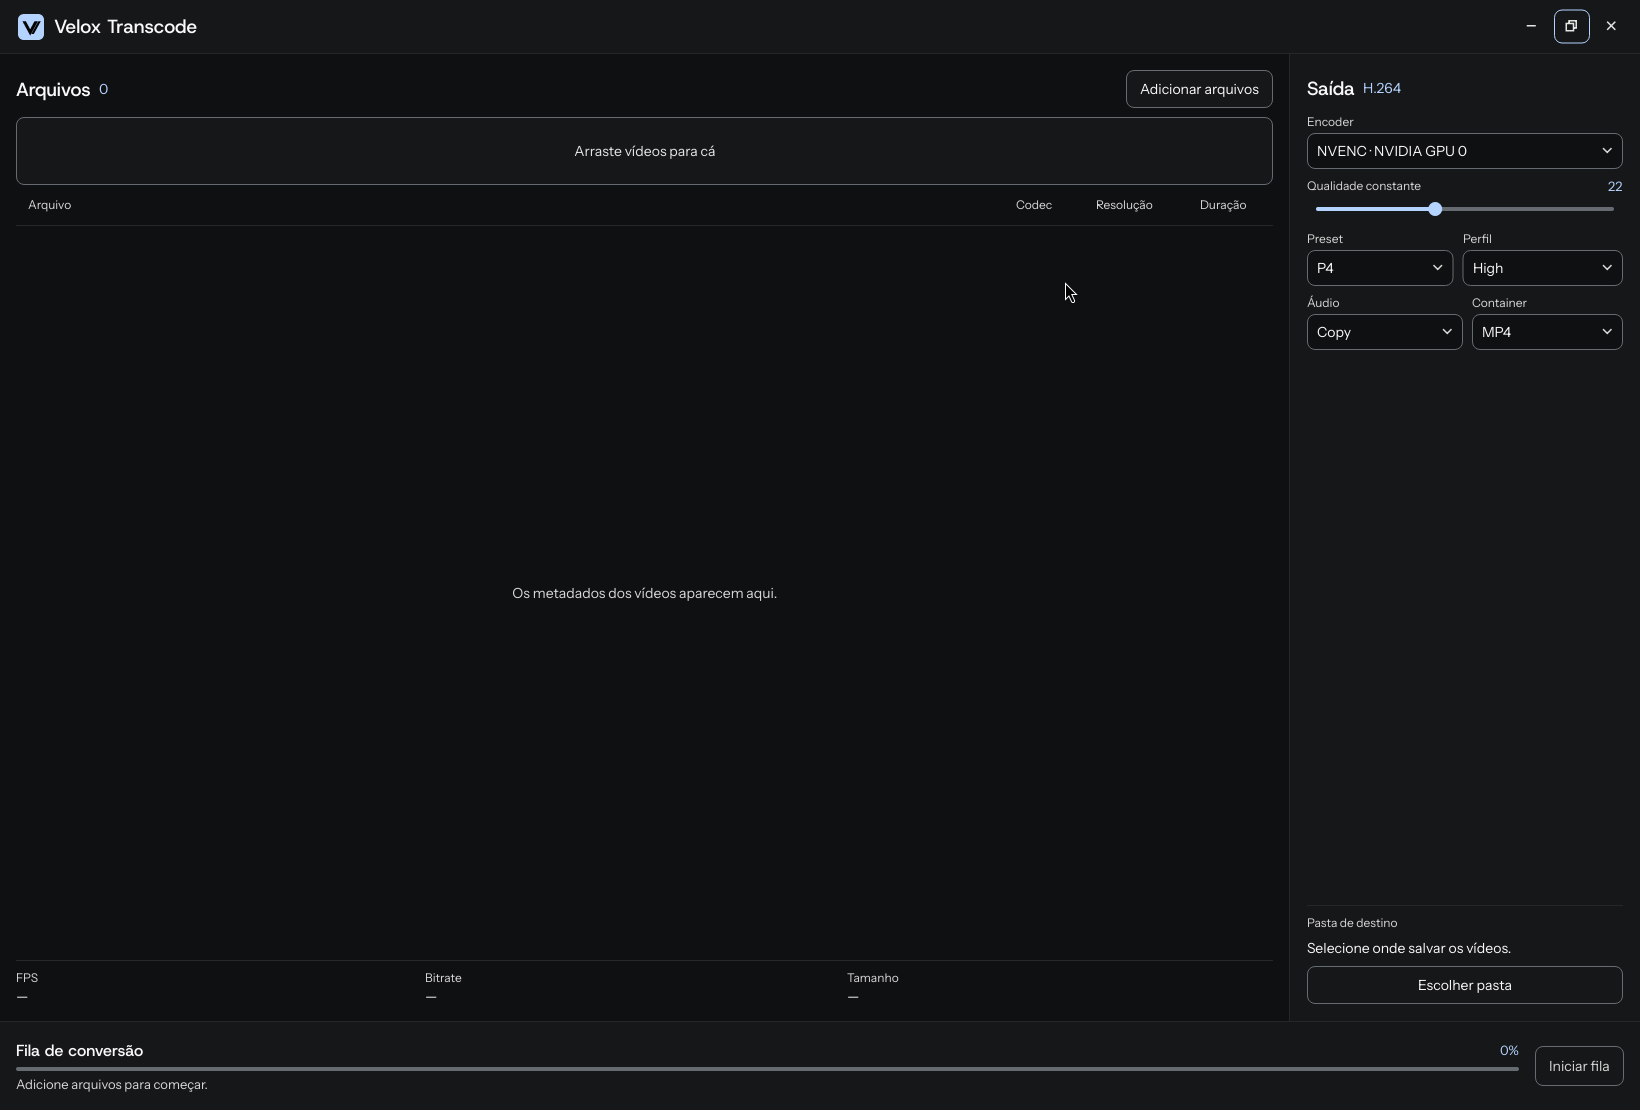 Velox Transcode
Arquivos 0
Adicionar arquivos
Arraste vídeos para cá
Arquivo Codec Resolução Duração
Os metadados dos vídeos aparecem aqui.
FPS Bitrate Tamanho
— — —
Saída H.264
Encoder
NVENC · NVIDIA GPU 0
Qualidade constante 22
Preset Perfil
P4 High
Áudio Container
Copy MP4
Pasta de destino
Selecione onde salvar os vídeos.
Escolher pasta
Fila de conversão 0%
Adicione arquivos para começar.
Iniciar fila